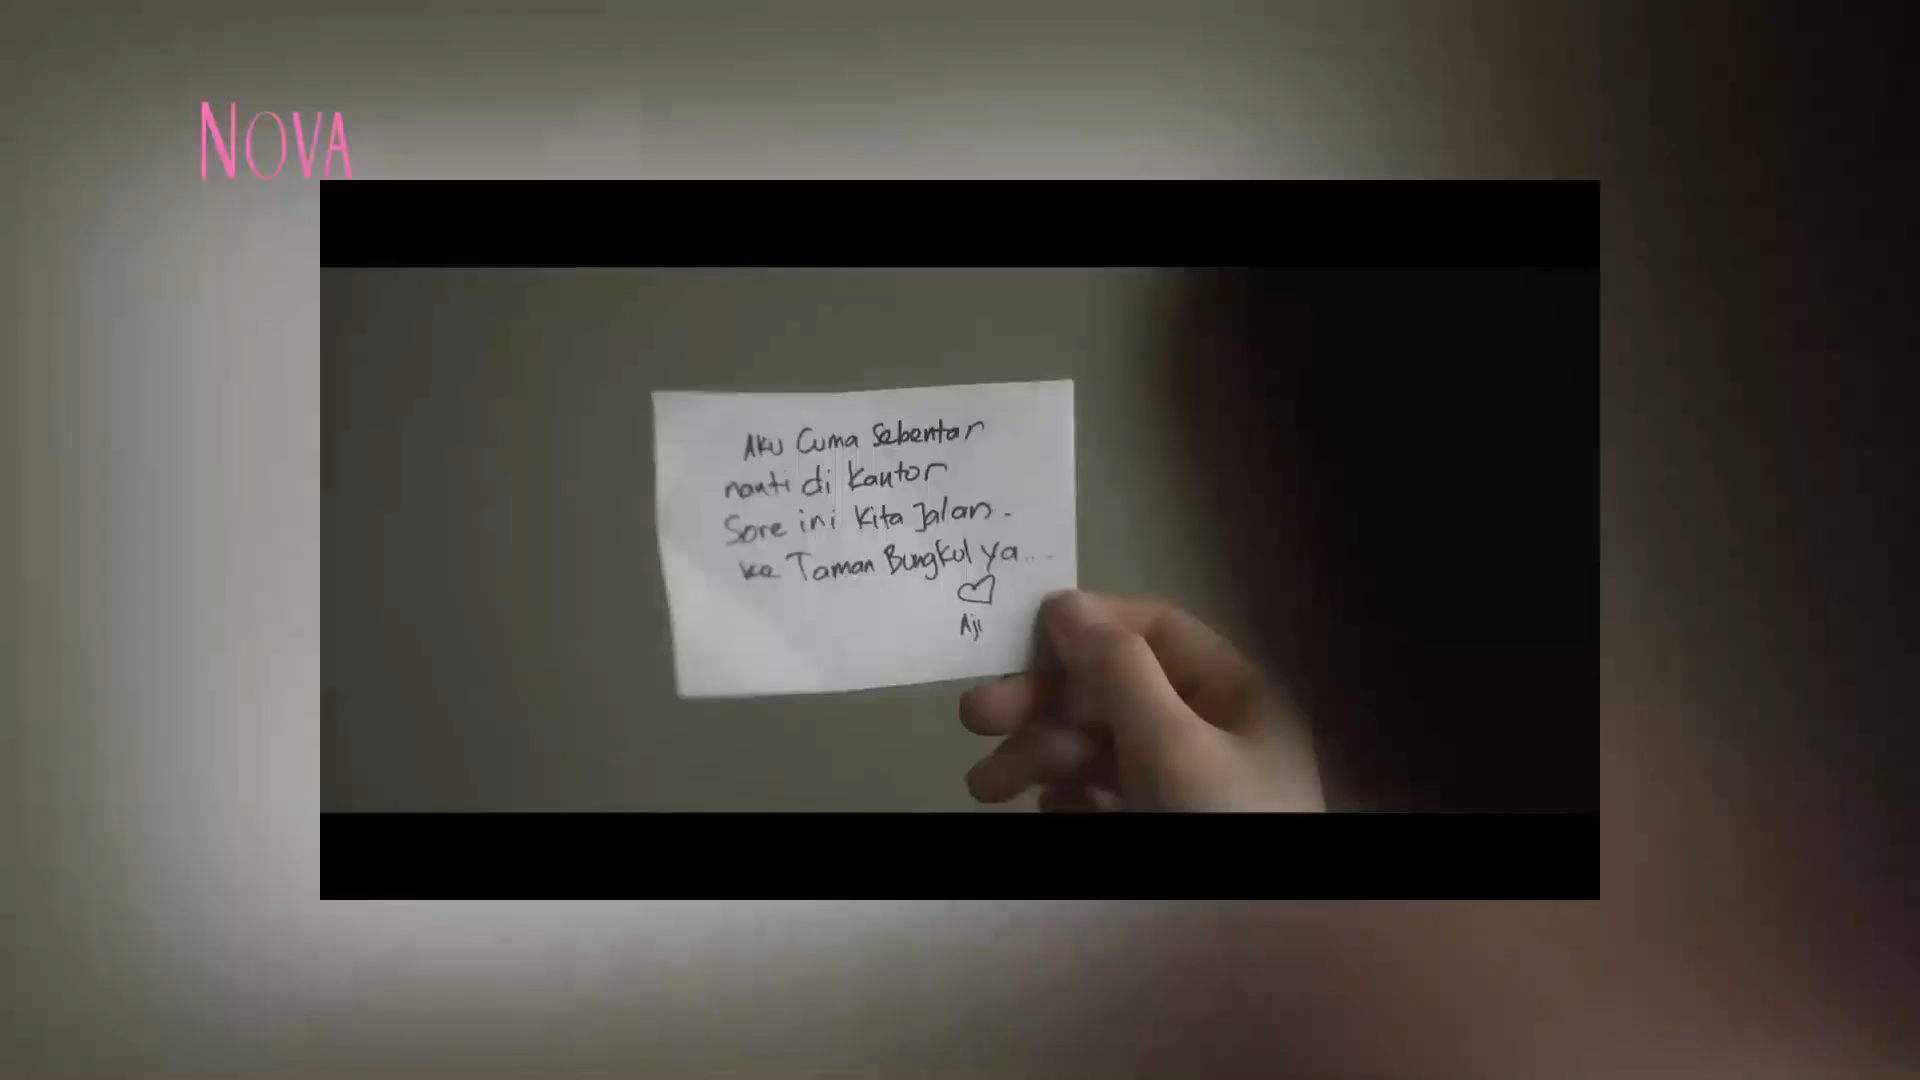 NOVA
Aku Cuma Sebentar
nanti di Kantor
Sore ini Kita Jalan.
ke Taman Bungkul ya...
Aji